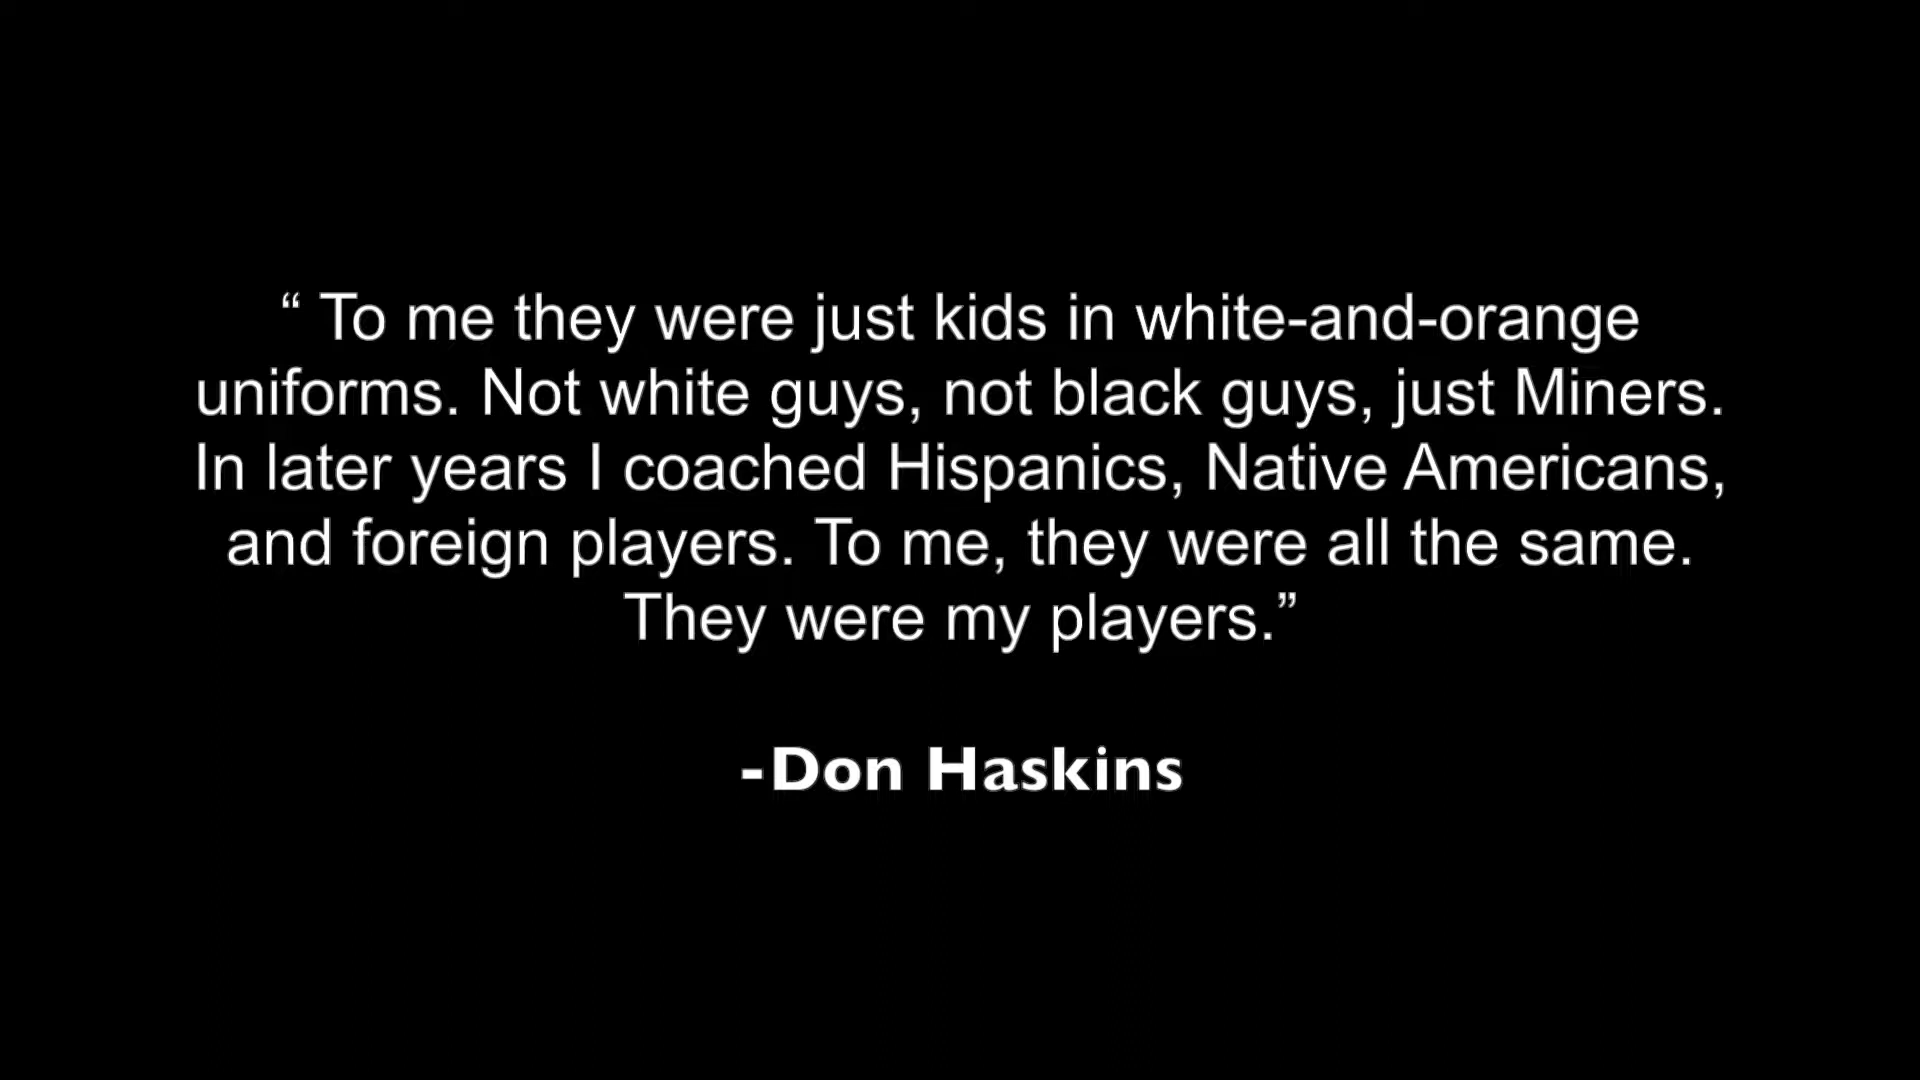 “ To me they were just kids in white-and-orange
uniforms. Not white guys, not black guys, just Miners.
In later years I coached Hispanics, Native Americans,
and foreign players. To me, they were all the same.
They were my players.”
-Don Haskins